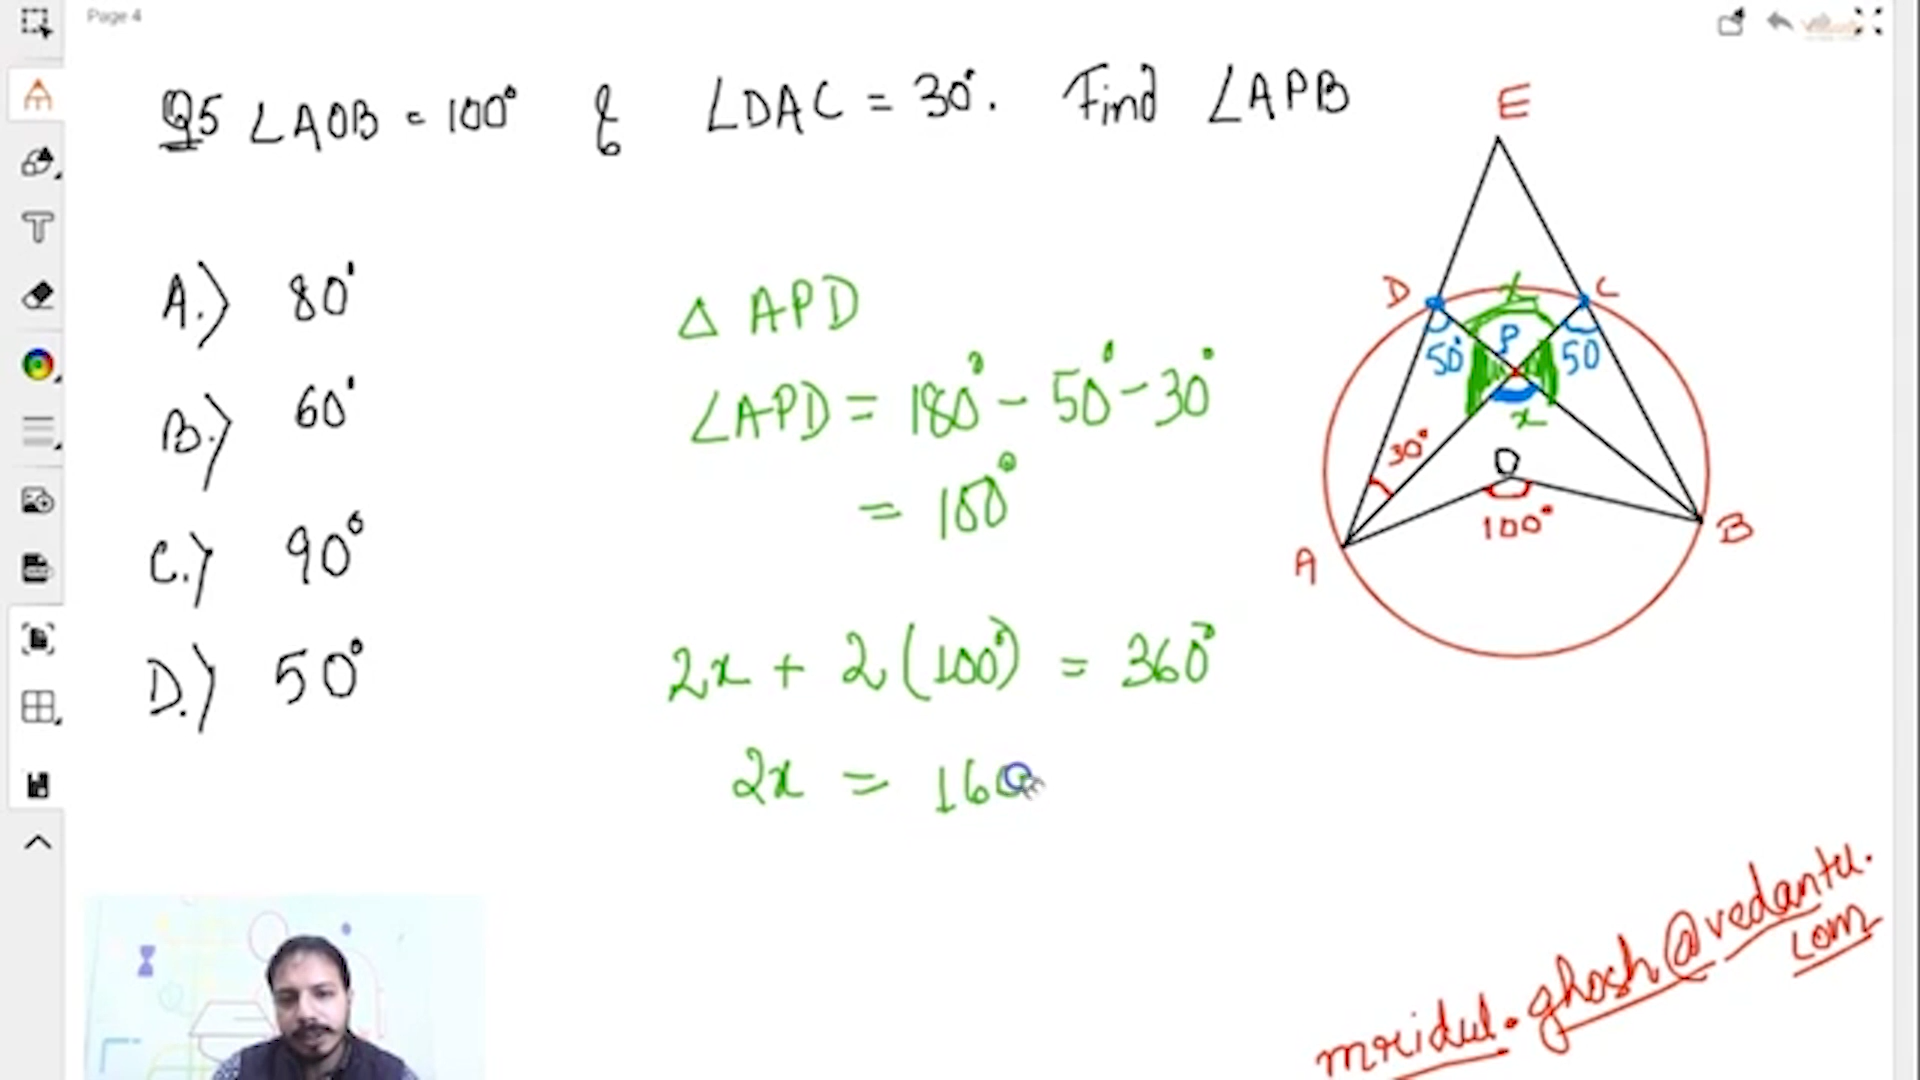 Page 4
Q5 ∠AOB = 100° & ∠DAC = 30°. Find ∠APB
A.) 80°
B.) 60°
C.) 90°
D.) 50°
△ APD
∠APD = 180° - 50° - 30°
= 100°
2x + 2(100°) = 360°
2x = 160
E
D
x
C
50°
P
50
x
30°
O
100°
A
B
mridul.ghosh@vedantu.
com